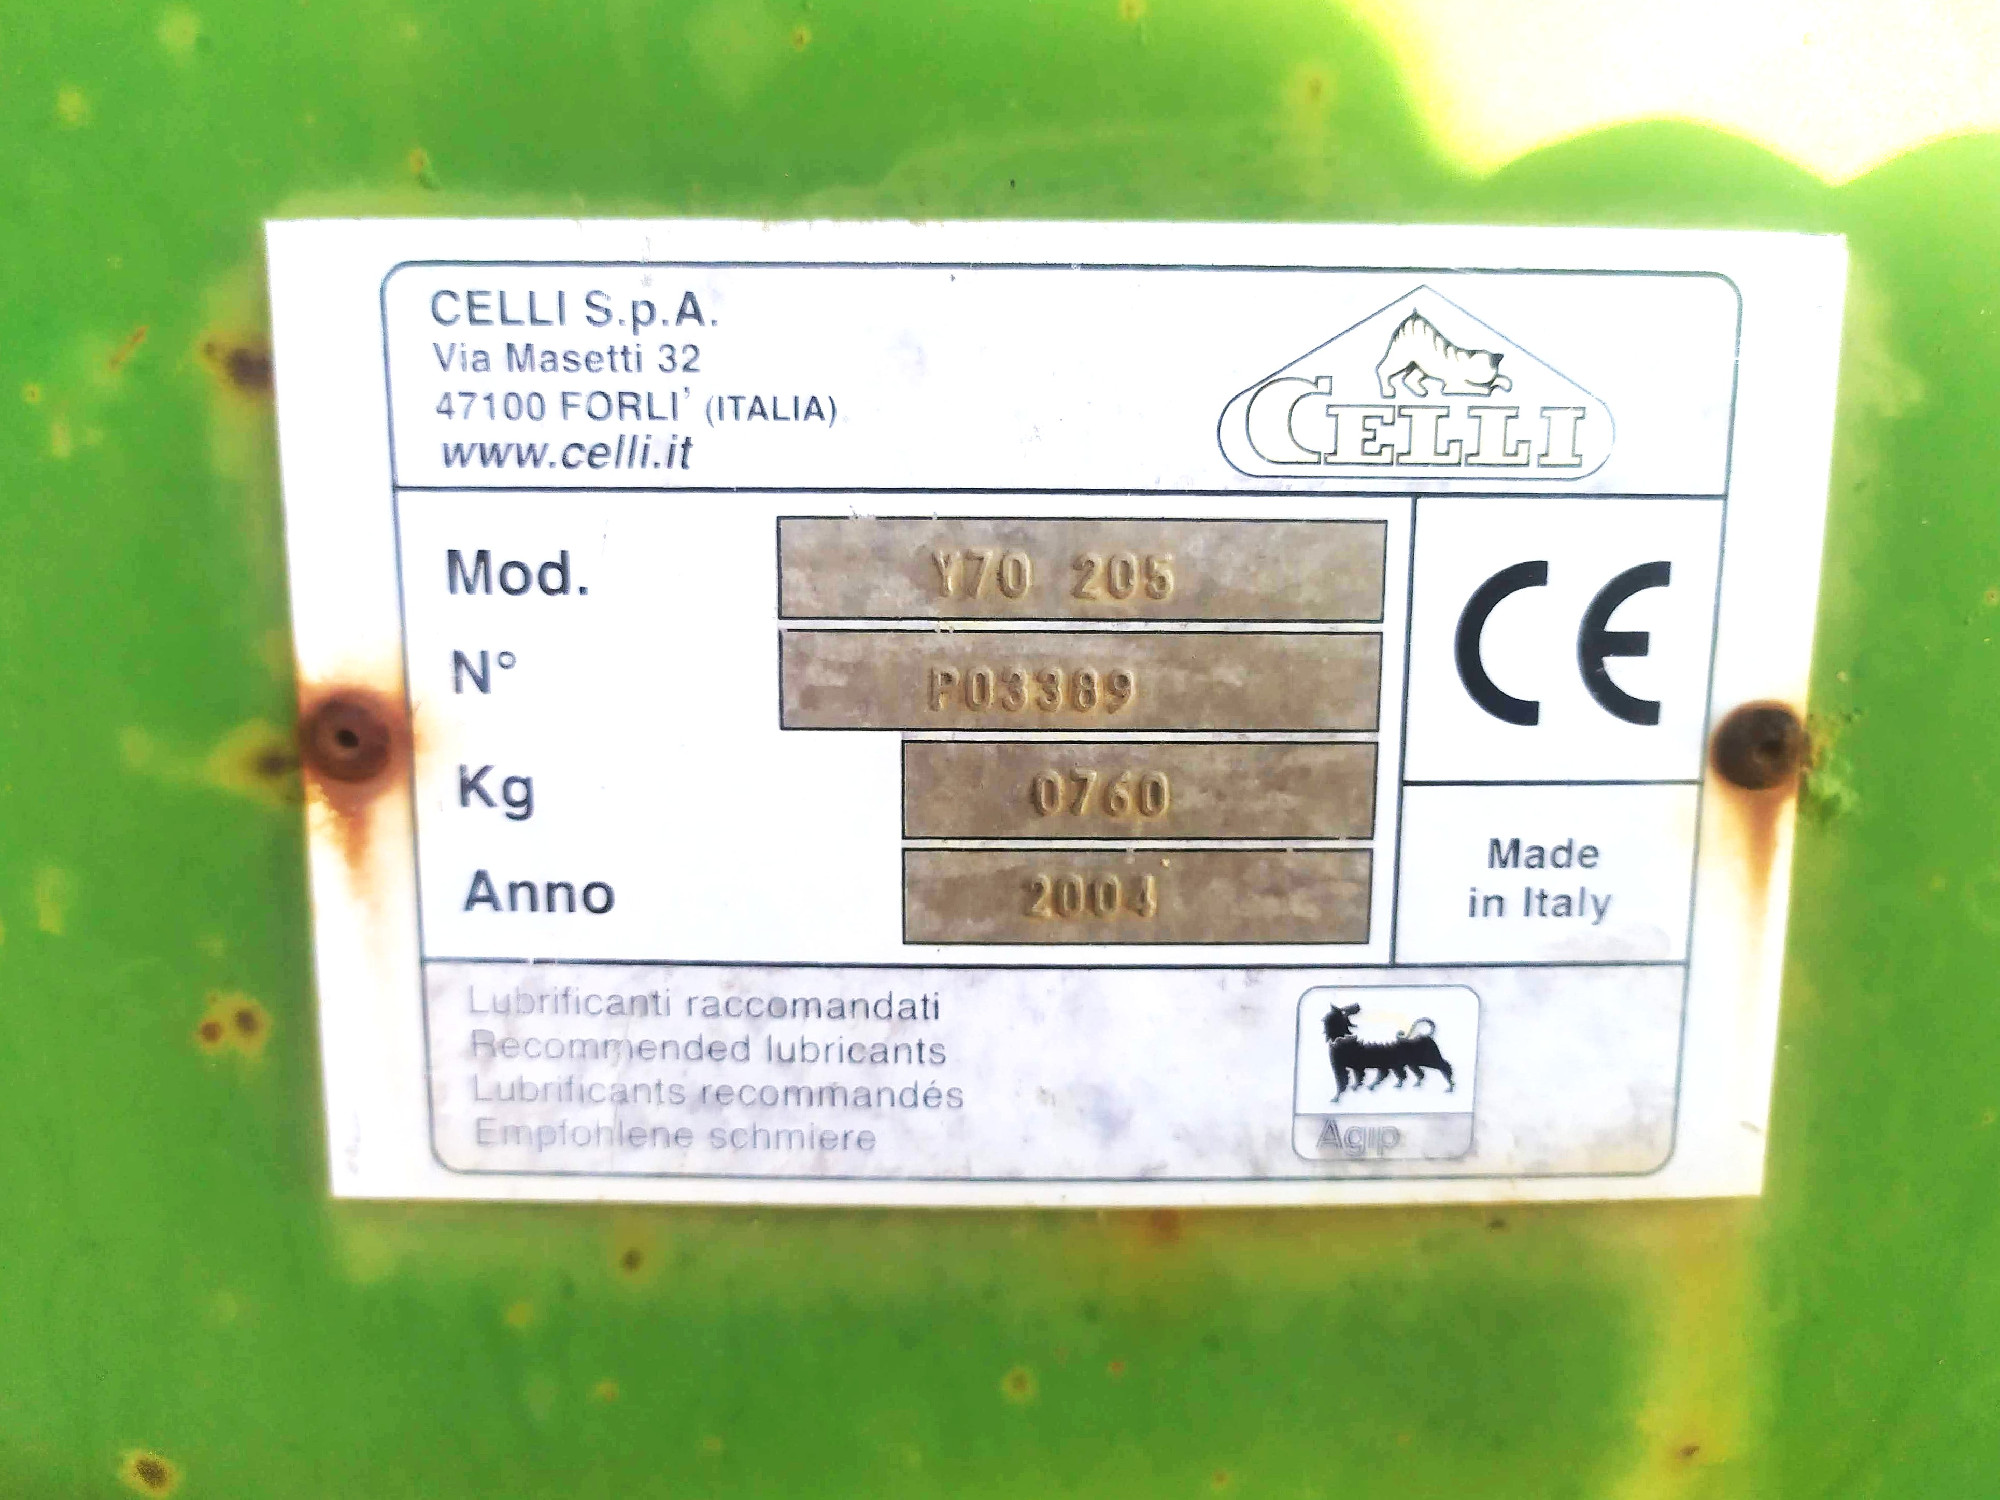 CELLI S.p.A.
Via Masetti 32
47100 FORLI' (ITALIA)
www.celli.it
CELLI
Mod. Y70 205
N° P03389
Kg 0760
Anno 2004
CE
Made
in Italy
Lubrificanti raccomandati
Recommended lubricants
Lubrificants recommandés
Empfohlene schmiere
Agip